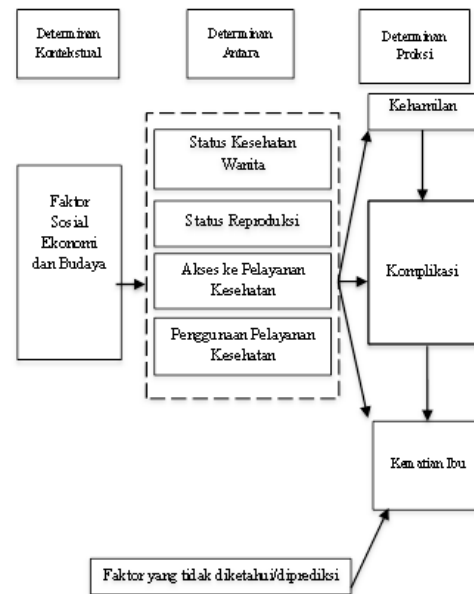 Determinan
Kontekstual
Determinan
Antara
Determinan
Proksi
Kehamilan
Status Kesehatan
Wanita
Faktor
Sosial
Ekonomi
dan Budaya
Status Reproduksi
Akses ke Pelayanan
Kesehatan
Komplikasi
Penggunaan Pelayanan
Kesehatan
Kematian Ibu
Faktor yang tidak diketahui/diprediksi